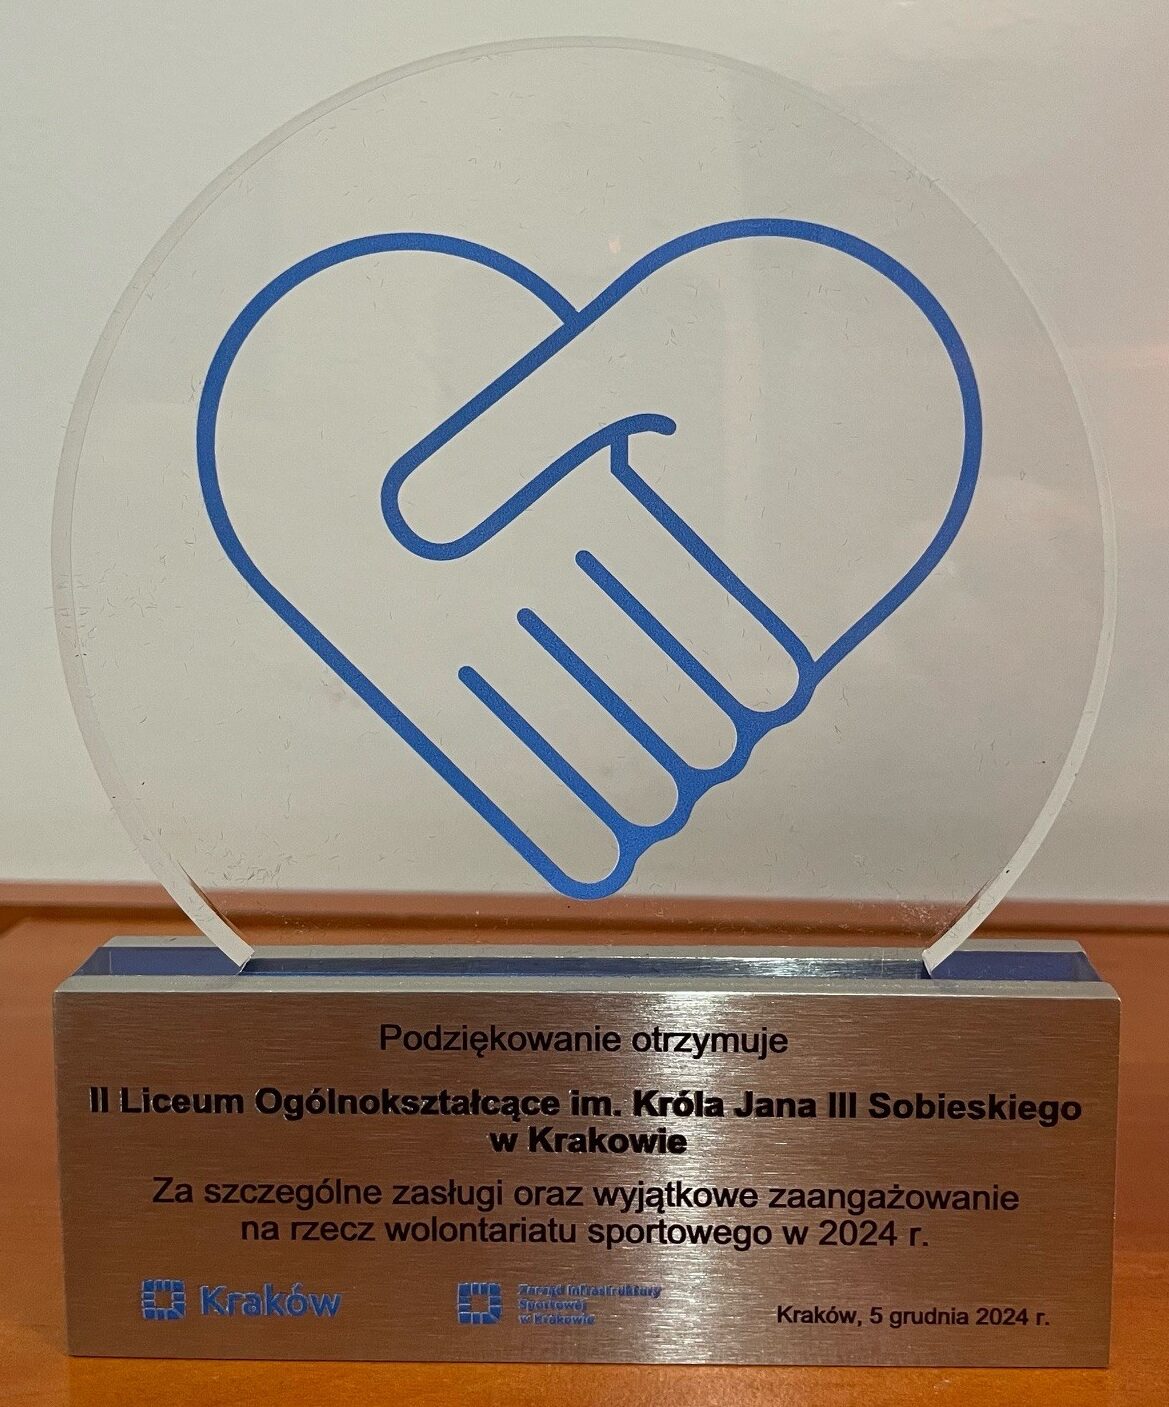 Podziękowanie otrzymuje
II Liceum Ogólnokształcące im. Króla Jana III Sobieskiego
w Krakowie
Za szczególne zasługi oraz wyjątkowe zaangażowanie
na rzecz wolontariatu sportowego w 2024 r.
Kraków
Zarząd Infrastruktury
Sportowej
w Krakowie
Kraków, 5 grudnia 2024 r.